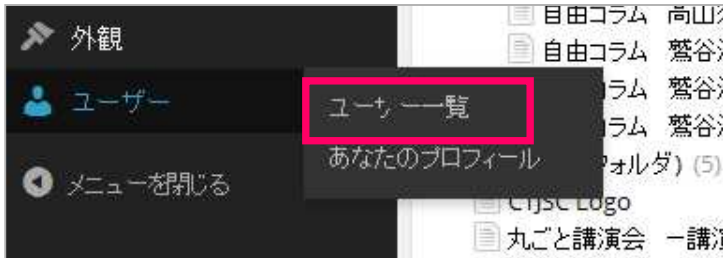 外観
ユーザー
メニューを閉じる
ユーザー一覧
あなたのプロフィール
自由コラム 高山
自由コラム 鷲谷
ラム 鷲谷
ラム 鷲谷
ォルダ) (5)
CTJSC Logo
丸ごと講演会 ー講演